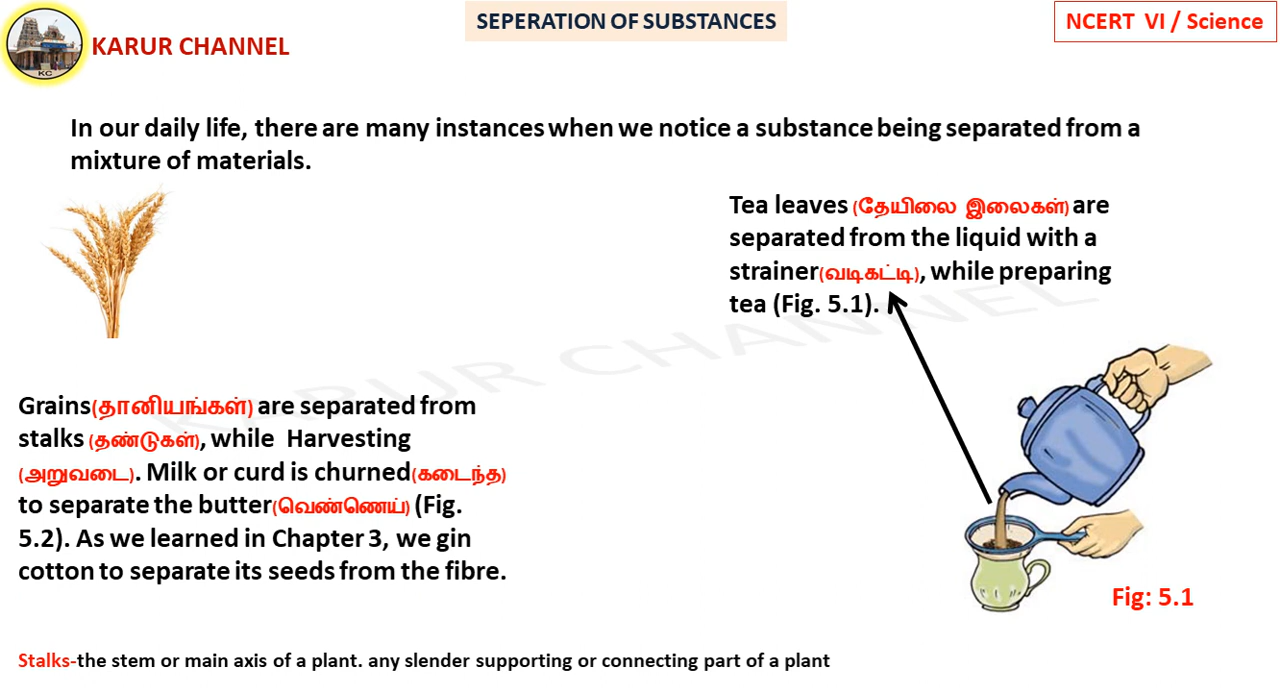 KARUR CHANNEL
KC
SEPERATION OF SUBSTANCES
NCERT VI / Science
In our daily life, there are many instances when we notice a substance being separated from a
mixture of materials.
Tea leaves (தேயிலை இலைகள்) are
separated from the liquid with a
strainer(வடிகட்டி), while preparing
tea (Fig. 5.1).
KARUR CHANNEL
Grains(தானியங்கள்) are separated from
stalks (தண்டுகள்), while Harvesting
(அறுவடை). Milk or curd is churned(கடைந்த)
to separate the butter(வெண்ணெய்) (Fig.
5.2). As we learned in Chapter 3, we gin
cotton to separate its seeds from the fibre.
Fig: 5.1
Stalks-the stem or main axis of a plant. any slender supporting or connecting part of a plant